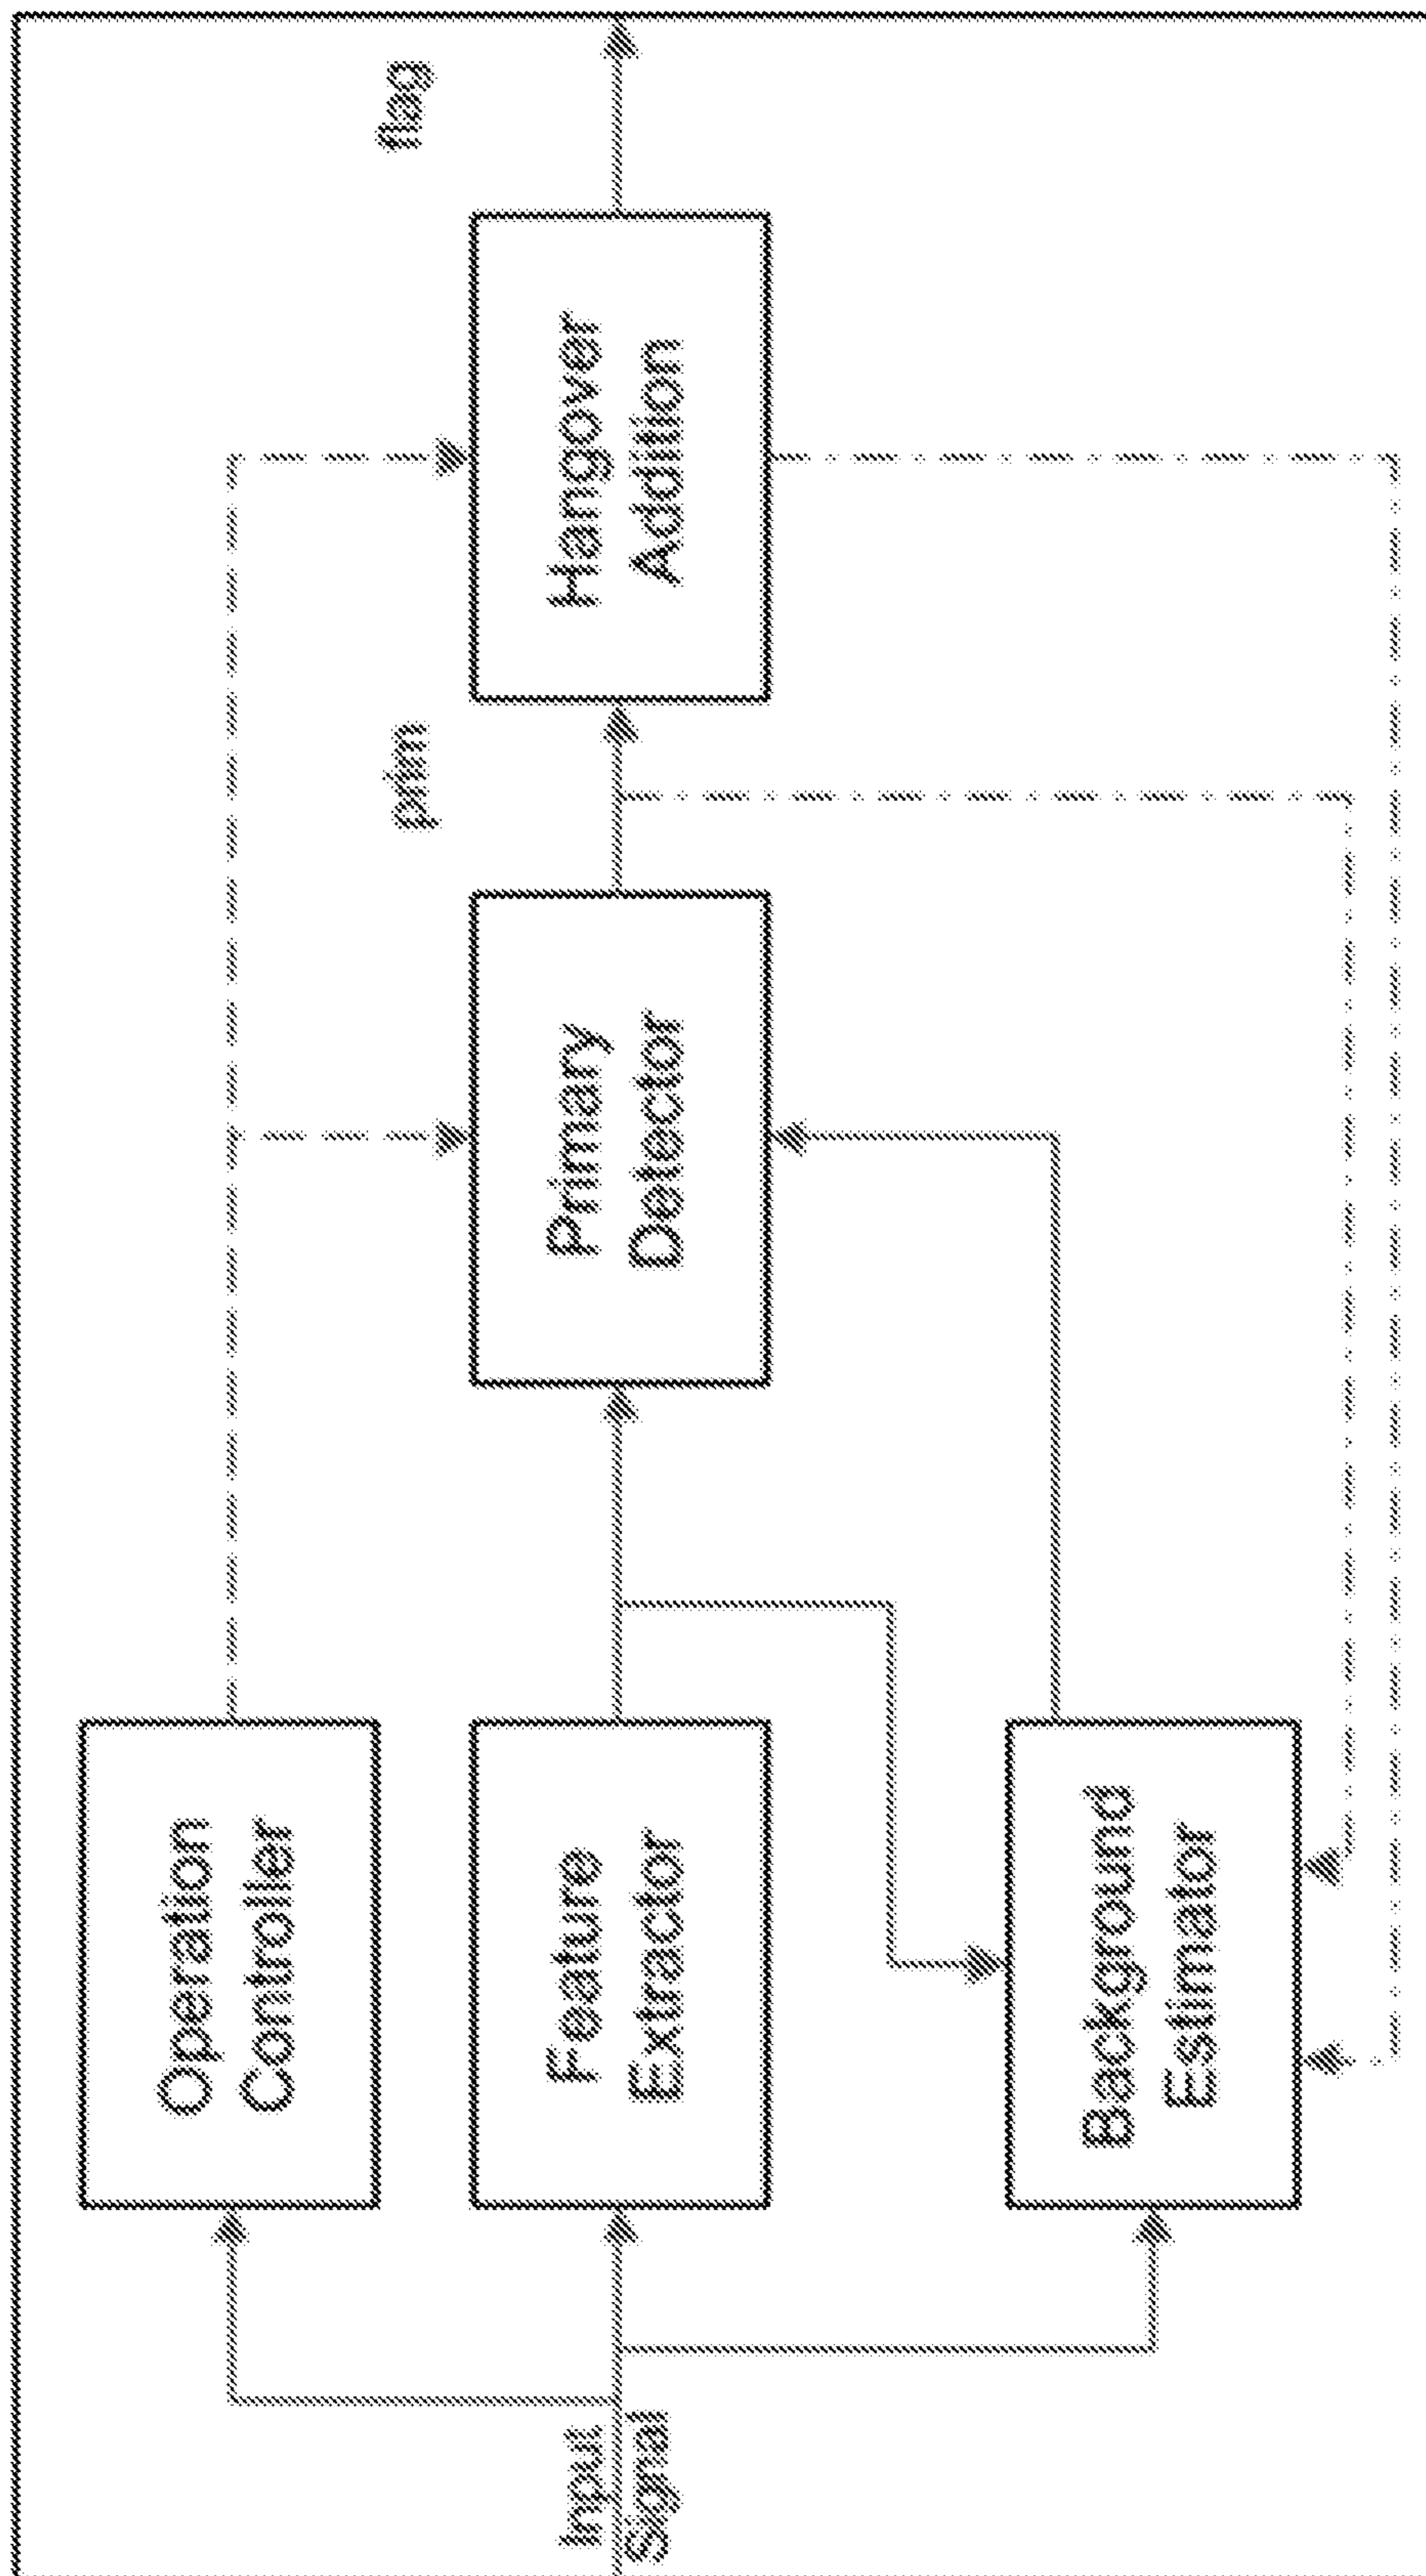 Input
Signal
Operation
Controller
Feature
Extractor
Background
Estimator
Primary
Detector
prim
Hangover
Addition
flag